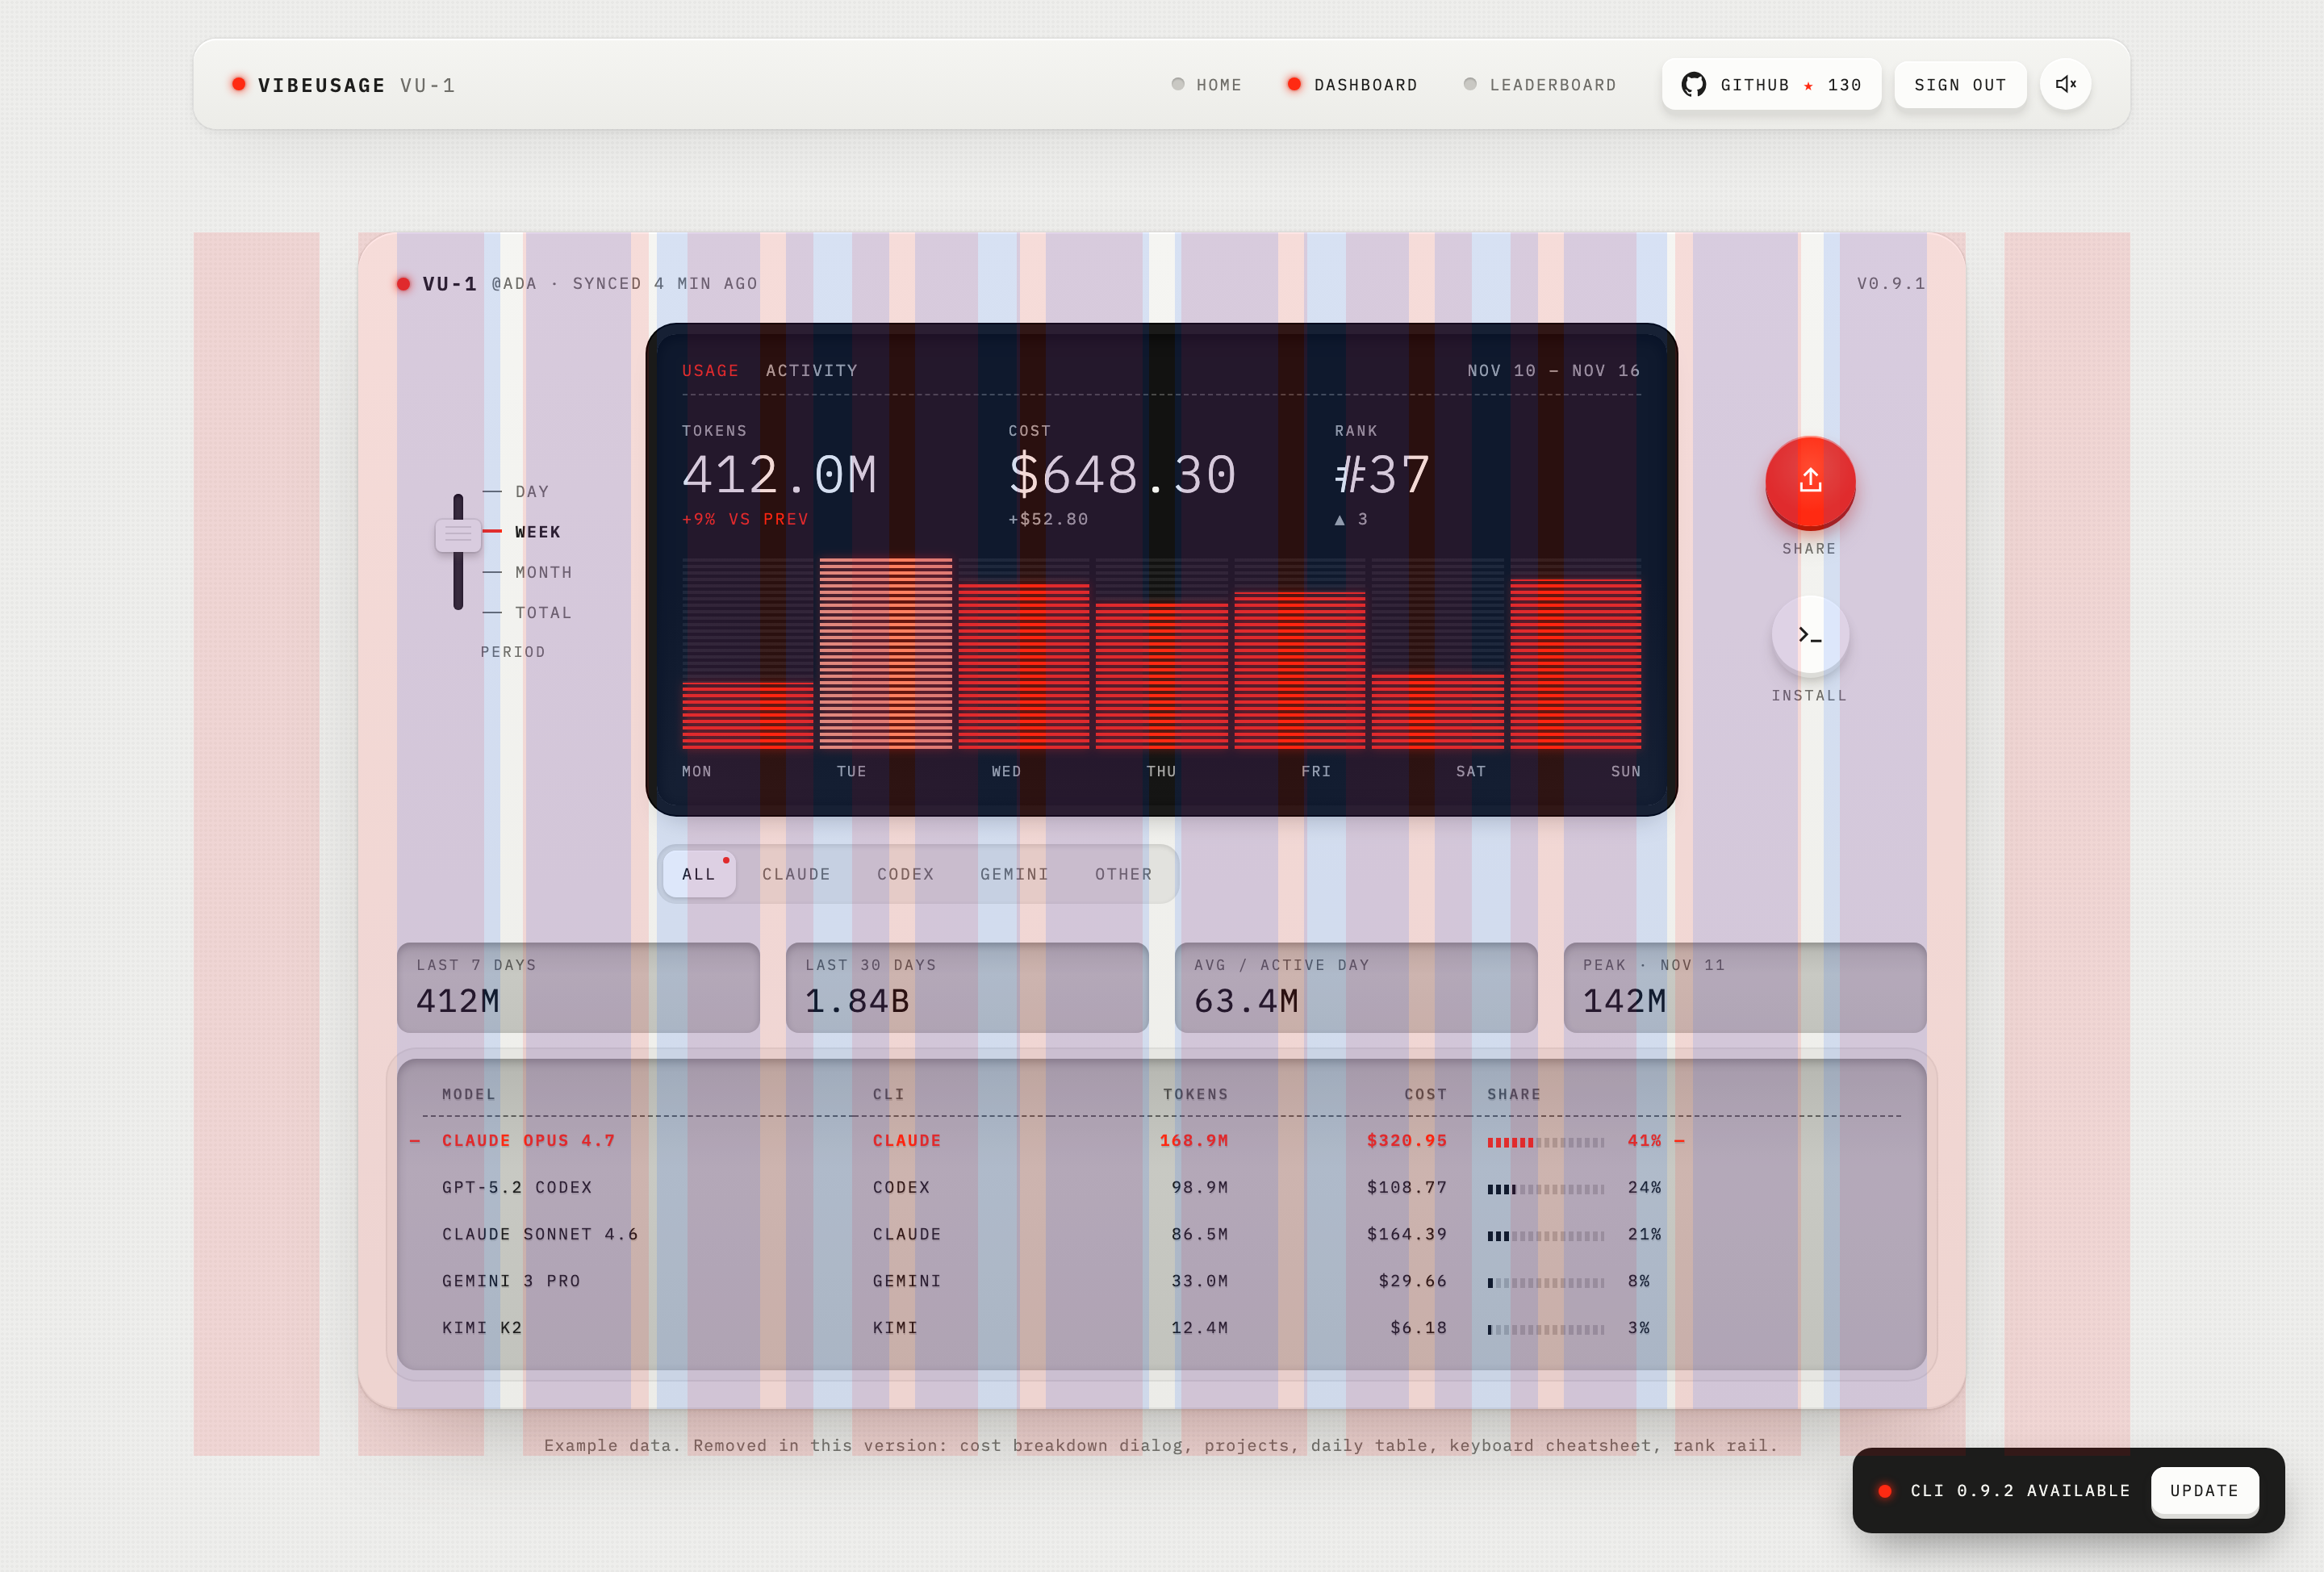 VIBEUSAGE VU-1
HOME
DASHBOARD
LEADERBOARD
GITHUB ★ 130
SIGN OUT
VU-1 @ADA · SYNCED 4 MIN AGO
V0.9.1
USAGE ACTIVITY
NOV 10 — NOV 16
TOKENS COST RANK
412.0M $648.30 #37
+9% VS PREV +$52.80 ▲ 3
DAY
WEEK
MONTH
TOTAL
PERIOD
SHARE
INSTALL
MON TUE WED THU FRI SAT SUN
ALL CLAUDE CODEX GEMINI OTHER
LAST 7 DAYS
412M
LAST 30 DAYS
1.84B
AVG / ACTIVE DAY
63.4M
PEAK · NOV 11
142M
MODEL CLI TOKENS COST SHARE
— CLAUDE OPUS 4.7 CLAUDE 168.9M $320.95 41% —
GPT-5.2 CODEX CODEX 98.9M $108.77 24%
CLAUDE SONNET 4.6 CLAUDE 86.5M $164.39 21%
GEMINI 3 PRO GEMINI 33.0M $29.66 8%
KIMI K2 KIMI 12.4M $6.18 3%
Example data. Removed in this version: cost breakdown dialog, projects, daily table, keyboard cheatsheet, rank rail.
CLI 0.9.2 AVAILABLE
UPDATE